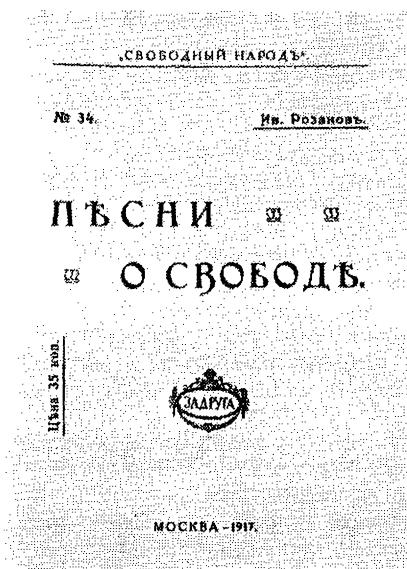 „СВОБОДНЫЙ НАРОДЪ“.
№ 34.
Ив. Розановъ.
ПѢСНИ
О СВОБОДѢ.
Цѣна 35 коп.
ЗАДРУГА
МОСКВА – 1917.